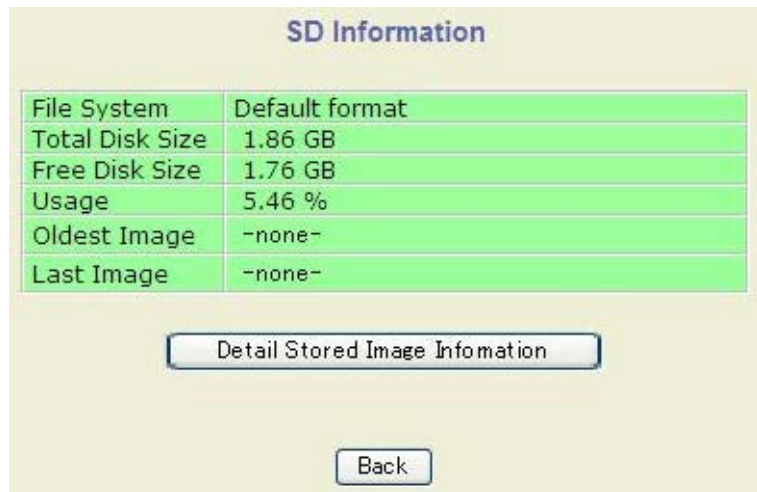 SD Information
File System Default format
Total Disk Size 1.86 GB
Free Disk Size 1.76 GB
Usage 5.46 %
Oldest Image -none-
Last Image -none-
Detail Stored Image Infomation
Back